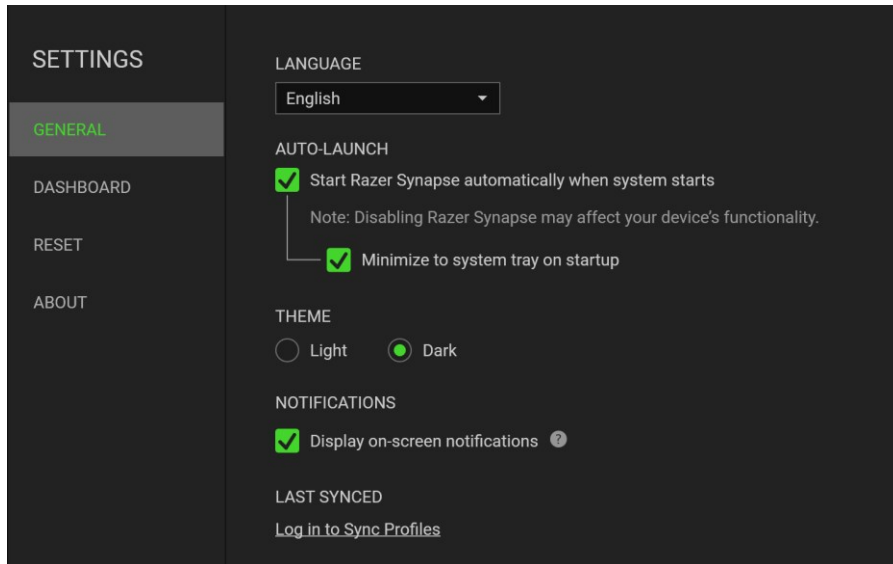 SETTINGS
GENERAL
DASHBOARD
RESET
ABOUT
LANGUAGE
English
AUTO-LAUNCH
Start Razer Synapse automatically when system starts
Note: Disabling Razer Synapse may affect your device’s functionality.
Minimize to system tray on startup
THEME
Light
Dark
NOTIFICATIONS
Display on-screen notifications ?
LAST SYNCED
Log in to Sync Profiles